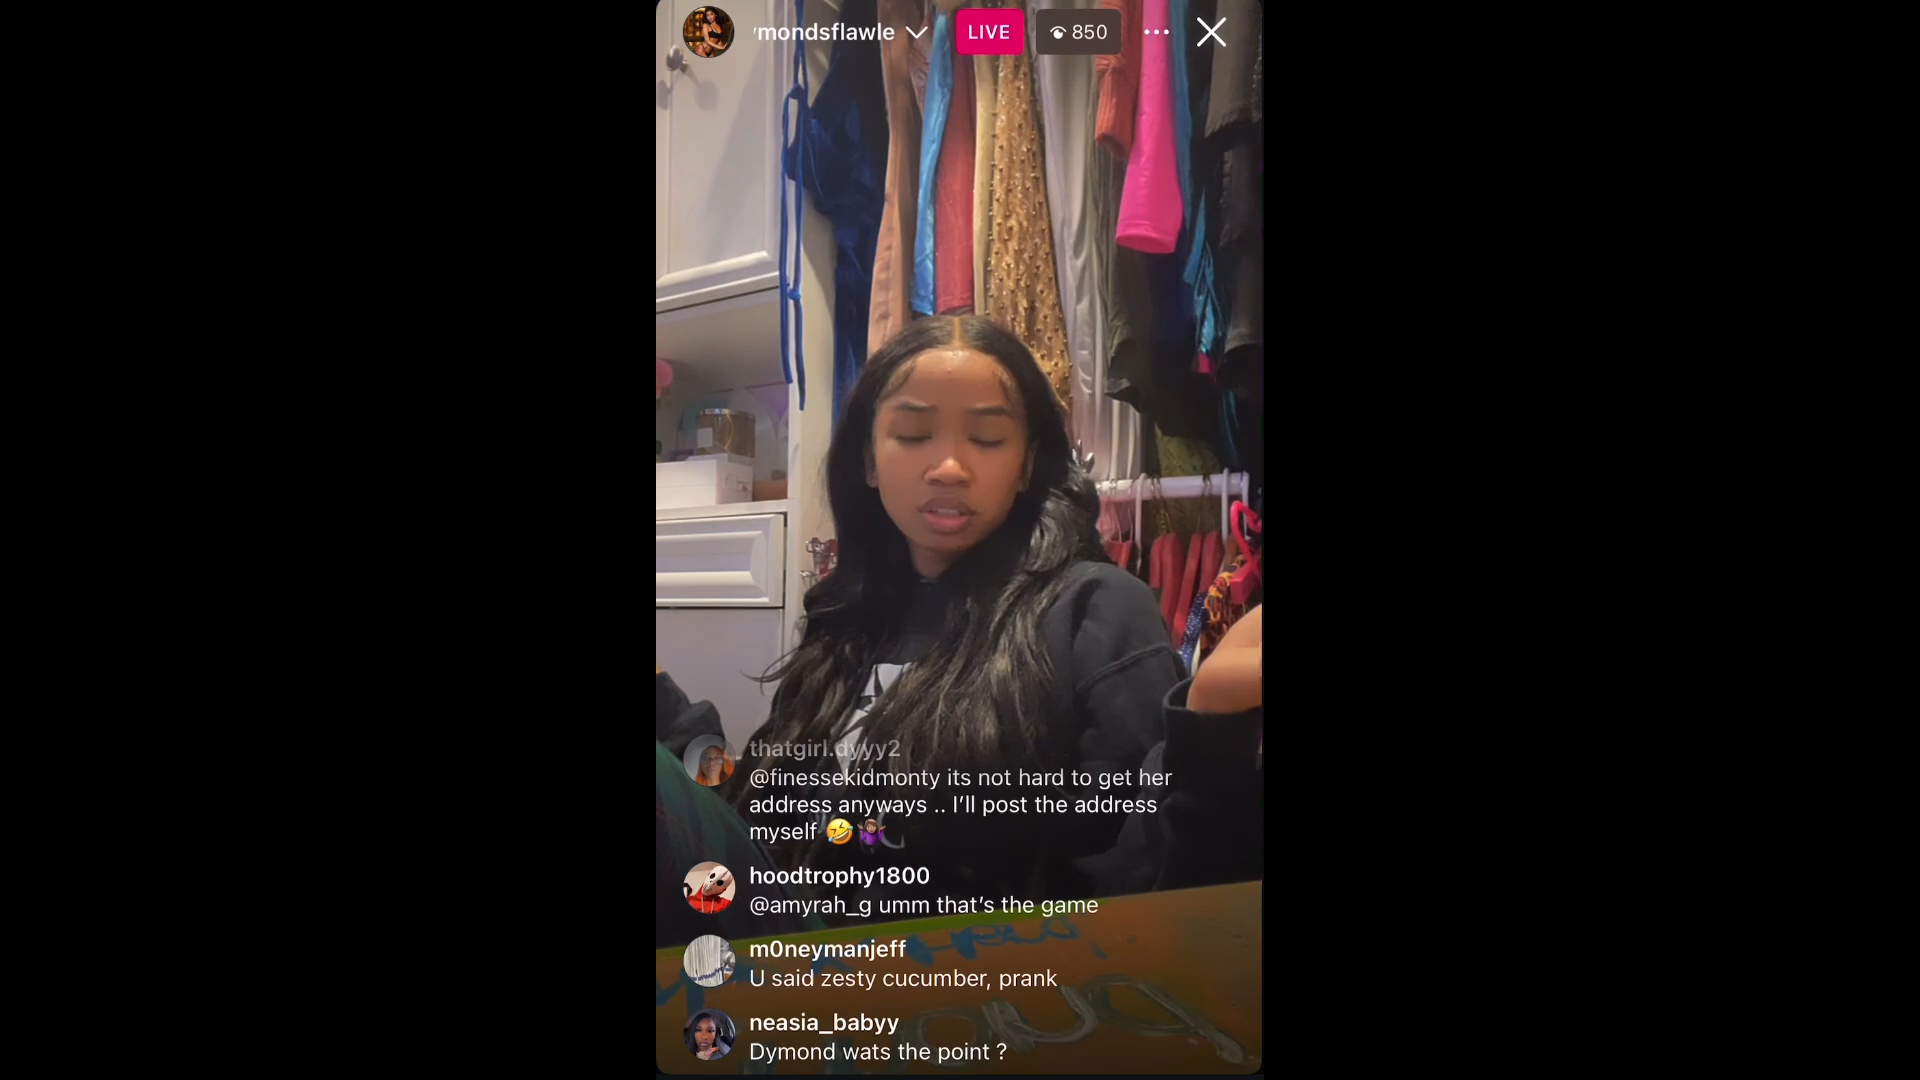 mondsflawle
LIVE
850
thatgirl.dyyy2
@finessekidmonty its not hard to get her
address anyways .. I’ll post the address
myself 🤣🤷🏽‍♀️
hoodtrophy1800
@amyrah_g umm that’s the game
m0neymanjeff
U said zesty cucumber, prank
neasia_babyy
Dymond wats the point ?